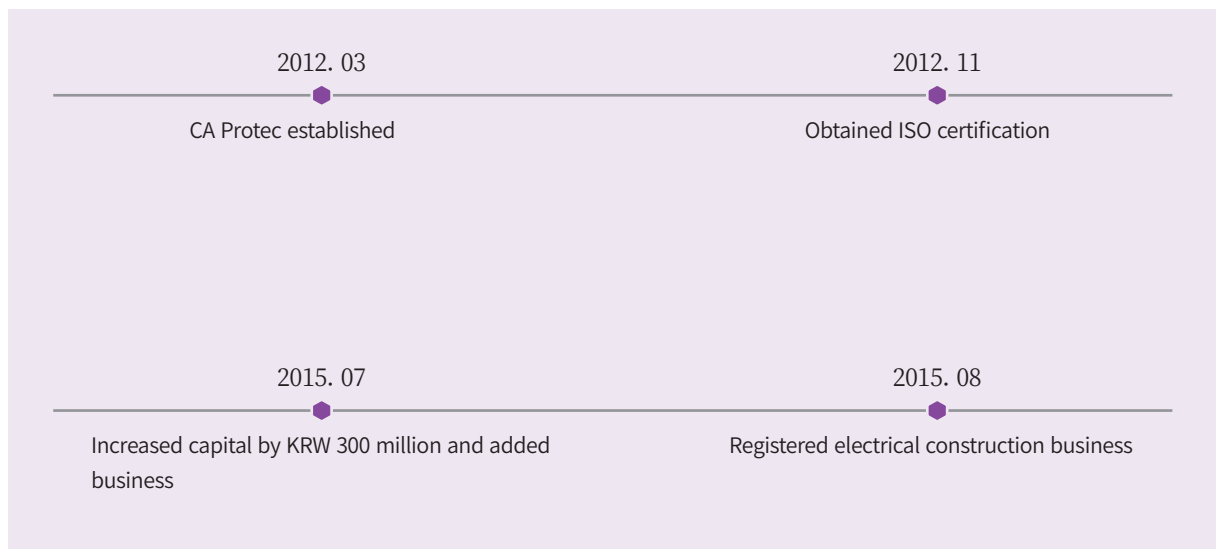 2012. 03
2012. 11
CA Protec established
Obtained ISO certification
2015. 07
2015. 08
Increased capital by KRW 300 million and added
business
Registered electrical construction business